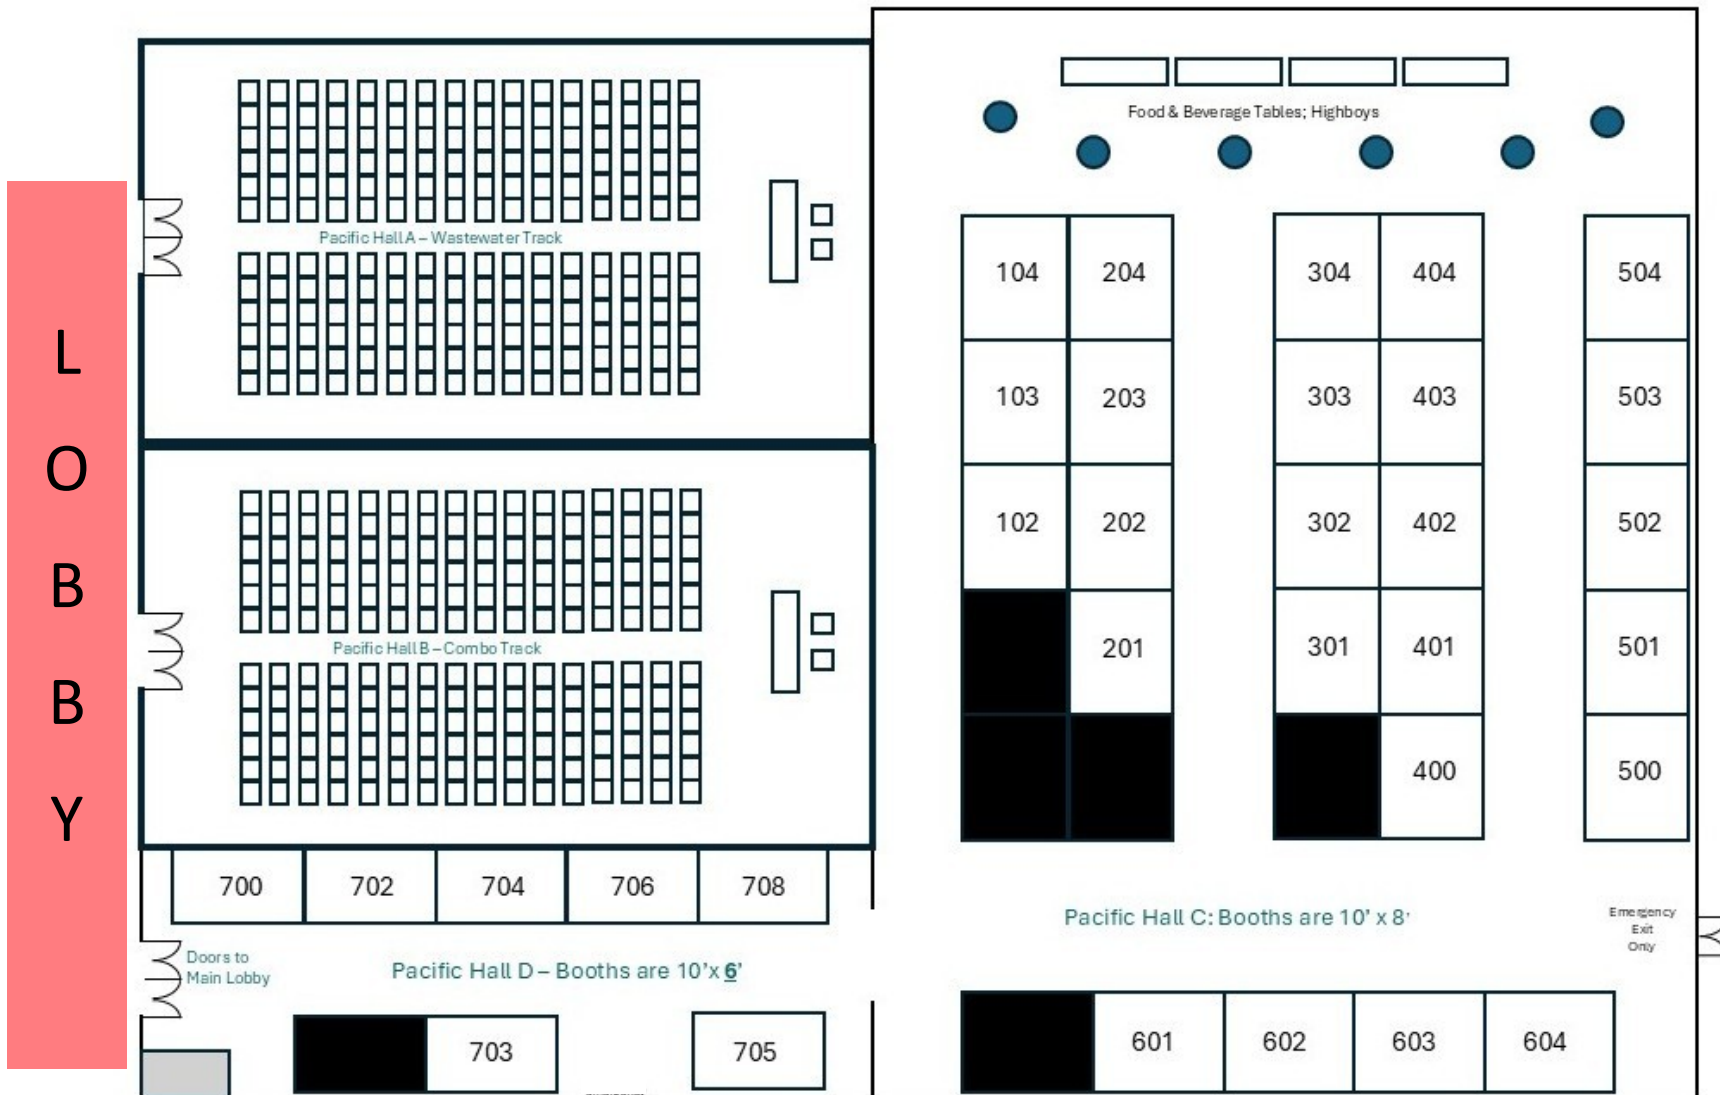 L
O
B
B
Y
Pacific Hall A – Wastewater Track
Pacific Hall B – Combo Track
Food & Beverage Tables; Highboys
104 204 304 404 504
103 203 303 403 503
102 202 302 402 502
201 301 401 501
400 500
700 702 704 706 708
Pacific Hall C: Booths are 10' x 8'
Emergency
Exit
Only
Doors to
Main Lobby
Pacific Hall D – Booths are 10'x 6'
703 705
601 602 603 604